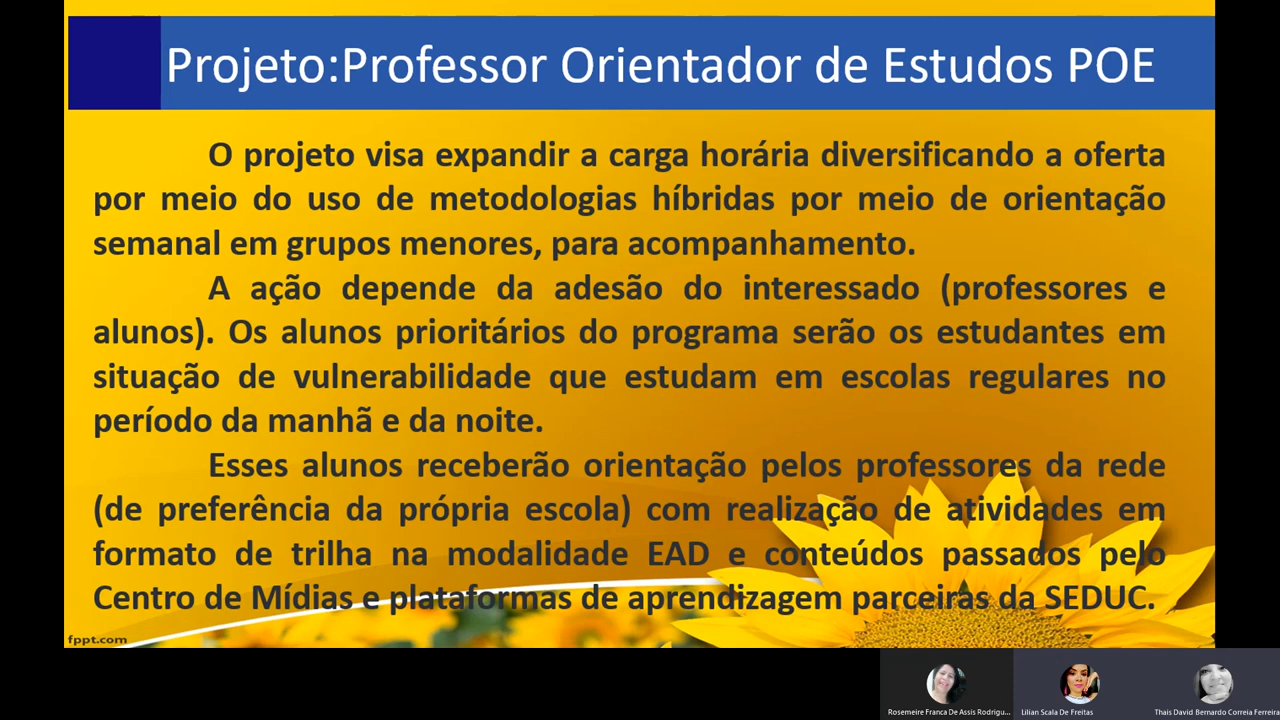 Projeto:Professor Orientador de Estudos POE
O projeto visa expandir a carga horária diversificando a oferta
por meio do uso de metodologias híbridas por meio de orientação
semanal em grupos menores, para acompanhamento.
A ação depende da adesão do interessado (professores e
alunos). Os alunos prioritários do programa serão os estudantes em
situação de vulnerabilidade que estudam em escolas regulares no
período da manhã e da noite.
Esses alunos receberão orientação pelos professores da rede
(de preferência da própria escola) com realização de atividades em
formato de trilha na modalidade EAD e conteúdos passados pelo
Centro de Mídias e plataformas de aprendizagem parceiras da SEDUC.
fppt.com
Rosemeire Franca De Assis Rodrigu...
Lilian Scala De Freitas
Thais David Bernardo Correia Ferreira